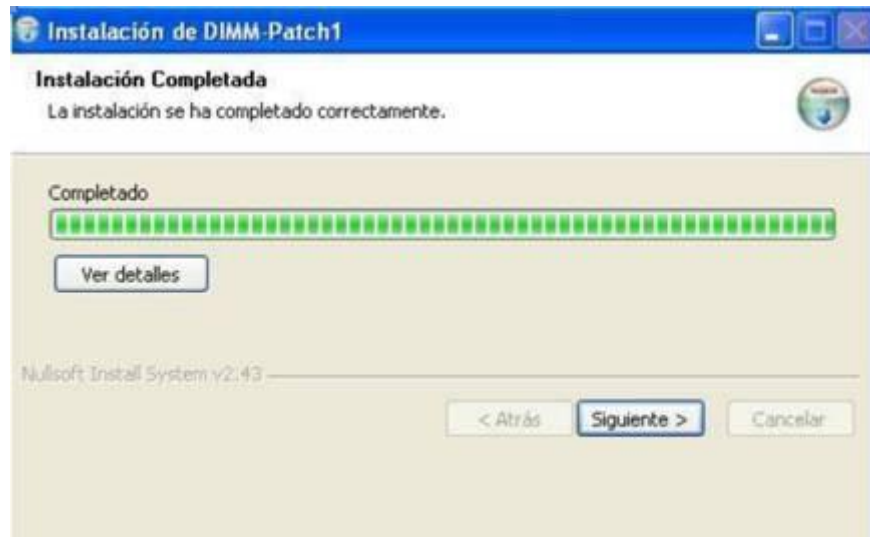 Instalación de DIMM-Patch1
Instalación Completada
La instalación se ha completado correctamente.
Completado
Ver detalles
Nullsoft Install System v2.43
< Atrás Siguiente > Cancelar